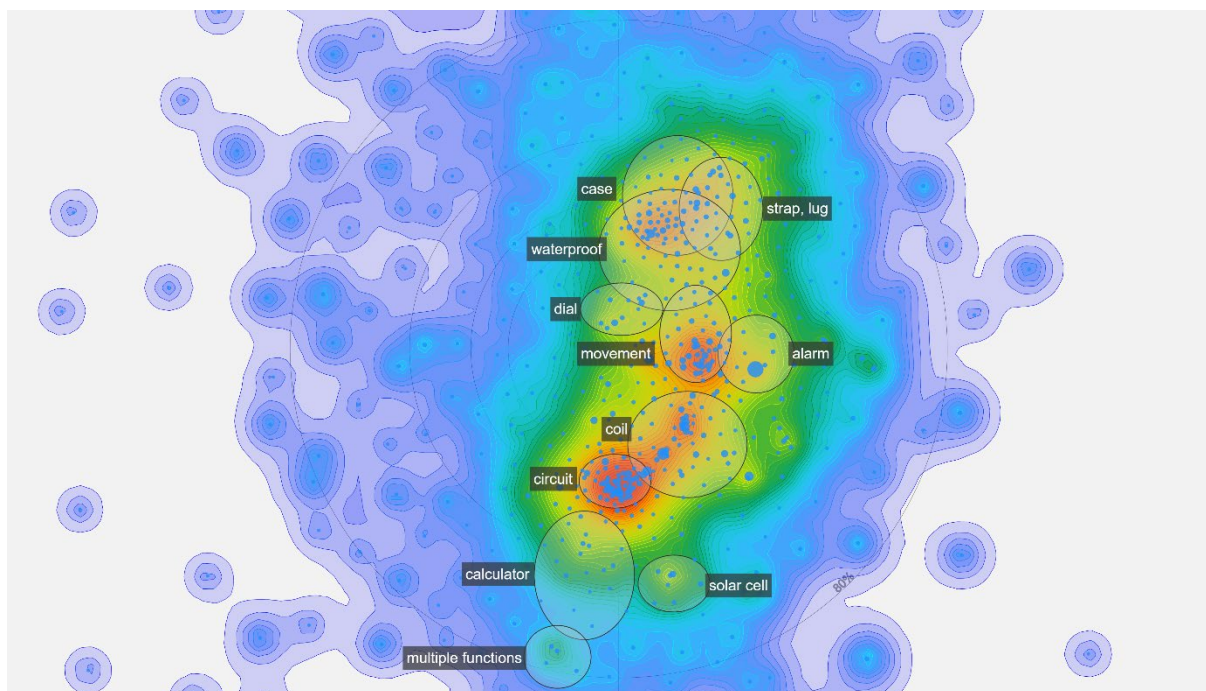 case
strap, lug
waterproof
dial
movement
alarm
coil
circuit
calculator
solar cell
80%
multiple functions